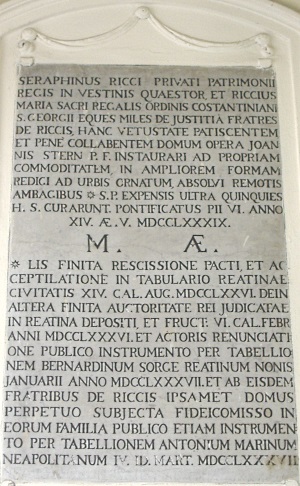 SERAPHINUS RICCI PRIVATI PATRIMONII
REGIS IN VESTINIS QUAESTOR ET RICCIUS
MARIA SACRI REGALIS ORDINIS COSTANTINIANI
S. GEORGII EQUES MILES DE JUSTITIA FRATRES
DE RICCIS, HANC VETUSTATE PATISCENTEM
ET PENE COLLABENTEM DOMUM OPERA JOAN
NIS STERN P. F. INSTAURARI AD PROPRIAM
COMMODITATEM, IN AMPLIOREM FORMAM
REDIGI AD URBIS ORNATUM, ABSOLVI REMOTIS
AMBAGIBUS * S.P. EXPENSIS ULTRA QUINQUIES
H. S. CURARUNT. PONTIFICATUS PII VI. ANNO
XIV. Æ. V. MDCCLXXXIX.
M. Æ.
* LIS FINITA RESCISSIONE PACTI, ET AC
CEPTILATIONE IN TABULARIO REATINAE
CIVITATIS XIV. CAL. AUG. MDCCLXXVI. DEIN
ALTERA FINITA AUCTORITATE REI JUDICATAE
IN REATINA DEPOSITI, ET FRUCT. VI. CAL. FEBR
ANNI MDCCLXXXVI. ET ACTORIS RENUNCIATI
ONE PUBLICO INSTRUMENTO PER TABELLIO
NEM BERNARDINUM SORGE REATINUM NONIS
JANUARII ANNO MDCCLXXXVII. ET AB EISDEM
FRATRIBUS DE RICCIS IPSAMET DOMUS
PERPETUO SUBJECTA FIDEICOMISSO IN
EORUM FAMILIA PUBLICO ETIAM INSTRUMEN
TO PER TABELLIONEM ANTONIUM MARINUM
NEAPOLITANUM IV. ID. MART. MDCCLXXXVII